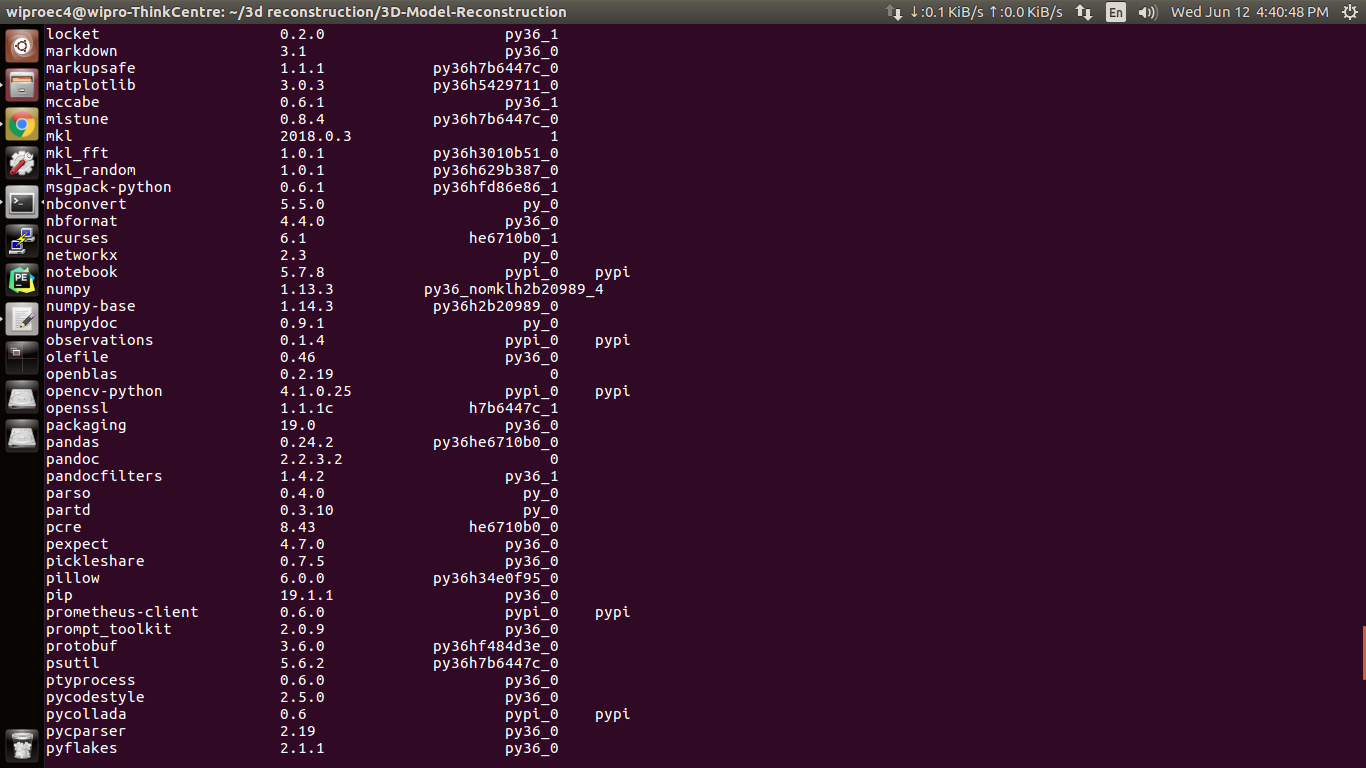 wiproec4@wipro-ThinkCentre: ~/3d reconstruction/3D-Model-Reconstruction ↓:0.1 KiB/s ↑:0.0 KiB/s En Wed Jun 12 4:40:48 PM
locket 0.2.0 py36_1
markdown 3.1 py36_0
markupsafe 1.1.1 py36h7b6447c_0
matplotlib 3.0.3 py36h5429711_0
mccabe 0.6.1 py36_1
mistune 0.8.4 py36h7b6447c_0
mkl 2018.0.3 1
mkl_fft 1.0.1 py36h3010b51_0
mkl_random 1.0.1 py36h629b387_0
msgpack-python 0.6.1 py36hfd86e86_1
nbconvert 5.5.0 py_0
nbformat 4.4.0 py36_0
ncurses 6.1 he6710b0_1
networkx 2.3 py_0
notebook 5.7.8 pypi_0 pypi
numpy 1.13.3 py36_nomklh2b20989_4
numpy-base 1.14.3 py36h2b20989_0
numpydoc 0.9.1 py_0
observations 0.1.4 pypi_0 pypi
olefile 0.46 py36_0
openblas 0.2.19 0
opencv-python 4.1.0.25 pypi_0 pypi
openssl 1.1.1c h7b6447c_1
packaging 19.0 py36_0
pandas 0.24.2 py36he6710b0_0
pandoc 2.2.3.2 0
pandocfilters 1.4.2 py36_1
parso 0.4.0 py_0
partd 0.3.10 py_0
pcre 8.43 he6710b0_0
pexpect 4.7.0 py36_0
pickleshare 0.7.5 py36_0
pillow 6.0.0 py36h34e0f95_0
pip 19.1.1 py36_0
prometheus-client 0.6.0 pypi_0 pypi
prompt_toolkit 2.0.9 py36_0
protobuf 3.6.0 py36hf484d3e_0
psutil 5.6.2 py36h7b6447c_0
ptyprocess 0.6.0 py36_0
pycodestyle 2.5.0 py36_0
pycollada 0.6 pypi_0 pypi
pycparser 2.19 py36_0
pyflakes 2.1.1 py36_0
PE